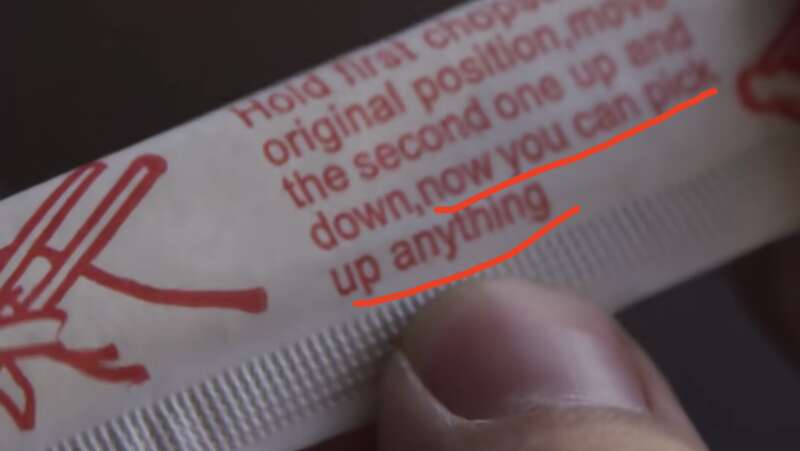 Hold first
original position,move
the second one up and
down,now you can pick
up anything